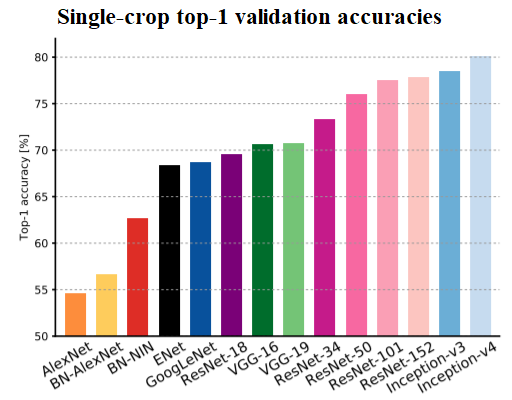 Single-crop top-1 validation accuracies
Top-1 accuracy [%]
80
75
70
65
60
55
50
AlexNet
BN-AlexNet
BN-NIN
ENet
GoogLeNet
ResNet-18
VGG-16
VGG-19
ResNet-34
ResNet-50
ResNet-101
ResNet-152
Inception-v3
Inception-v4